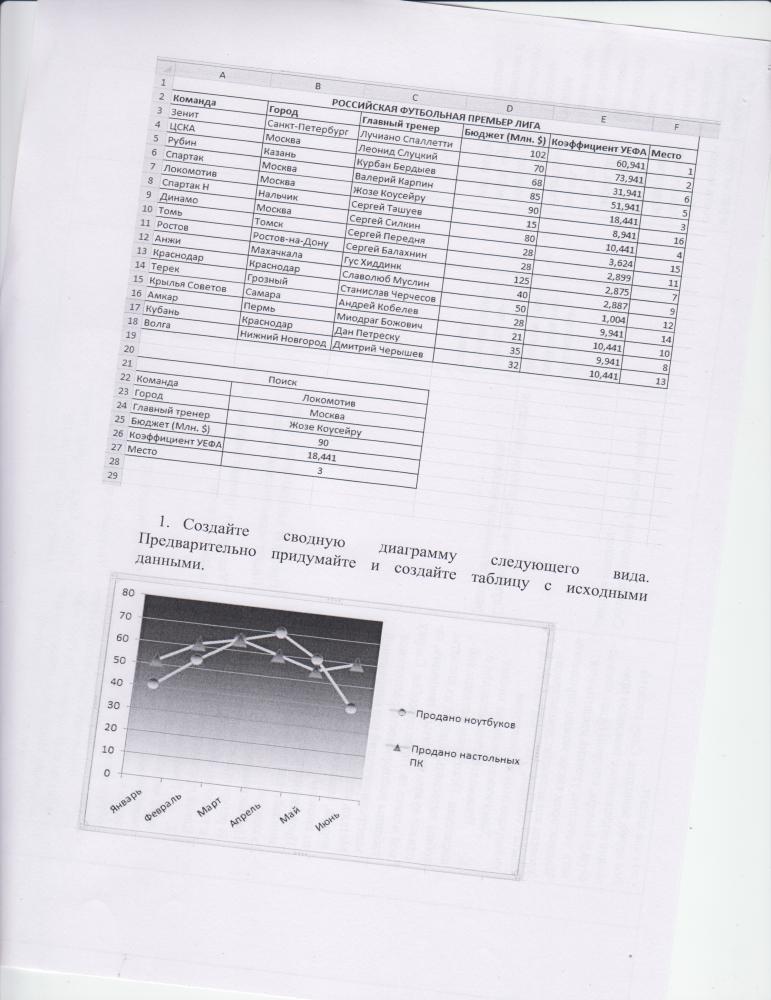 A B C D E F
1 РОССИЙСКАЯ ФУТБОЛЬНАЯ ПРЕМЬЕР ЛИГА
2 Команда Город Главный тренер Бюджет (Млн. $) Коэффициент УЕФА Место
3 Зенит Санкт-Петербург Лучиано Спаллетти 102 60,941 1
4 ЦСКА Москва Леонид Слуцкий 70 73,941 2
5 Рубин Казань Курбан Бердыев 68 31,941 6
6 Спартак Москва Валерий Карпин 85 51,941 5
7 Локомотив Москва Жозе Коусейру 90 18,441 3
8 Спартак Н Нальчик Сергей Ташуев 15 8,941 16
9 Динамо Москва Сергей Силкин 80 10,441 4
10 Томь Томск Сергей Передня 28 3,624 15
11 Ростов Ростов-на-Дону Сергей Балахнин 28 2,899 11
12 Анжи Махачкала Гус Хиддинк 125 2,875 7
13 Краснодар Краснодар Славолюб Муслин 40 2,887 9
14 Терек Грозный Станислав Черчесов 50 1,004 12
15 Крылья Советов Самара Андрей Кобелев 28 9,941 14
16 Амкар Пермь Миодраг Божович 21 10,441 10
17 Кубань Краснодар Дан Петреску 35 9,941 8
18 Волга Нижний Новгород Дмитрий Черышев 32 10,441 13
19
20
21 Поиск
22 Команда Локомотив
23 Город Москва
24 Главный тренер Жозе Коусейру
25 Бюджет (Млн. $) 90
26 Коэффициент УЕФА 18,441
27 Место 3
28
29
1. Создайте сводную диаграмму следующего вида.
Предварительно придумайте и создайте таблицу с исходными
данными.
80
70
60
50
40
30
20
10
0
Январь Февраль Март Апрель Май Июнь
Продано ноутбуков
Продано настольных
ПК